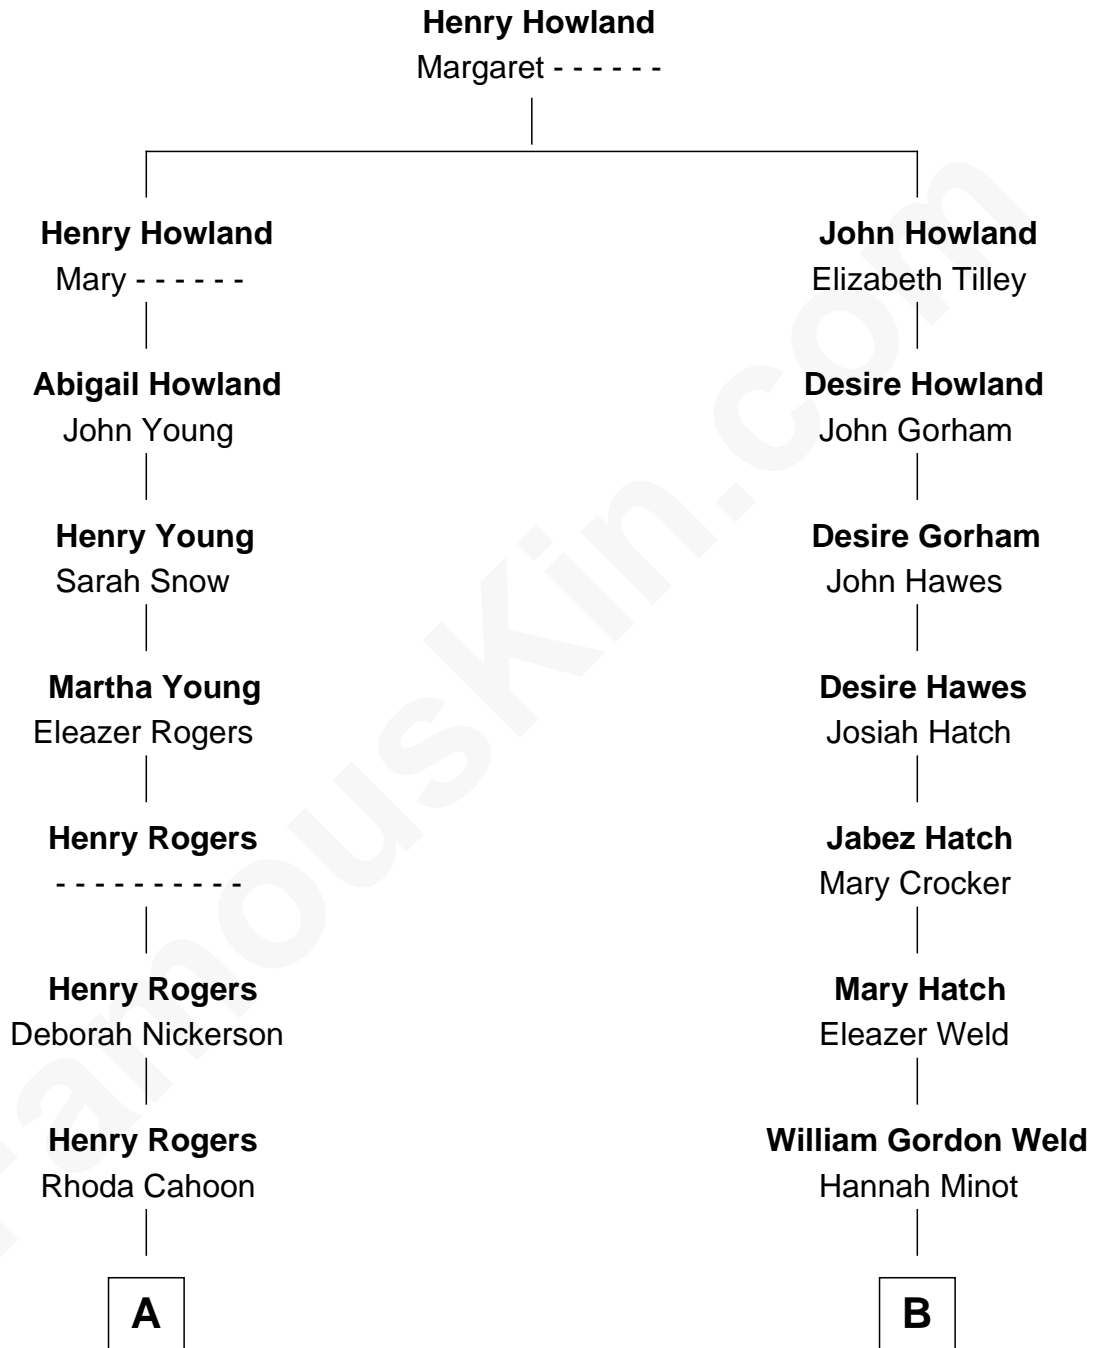 Henry Howland
Margaret - - - - - -
Henry Howland
Mary - - - - - -
Abigail Howland
John Young
Henry Young
Sarah Snow
Martha Young
Eleazer Rogers
Henry Rogers
- - - - - - - - - -
Henry Rogers
Deborah Nickerson
Henry Rogers
Rhoda Cahoon
A
John Howland
Elizabeth Tilley
Desire Howland
John Gorham
Desire Gorham
John Hawes
Desire Hawes
Josiah Hatch
Jabez Hatch
Mary Crocker
Mary Hatch
Eleazer Weld
William Gordon Weld
Hannah Minot
B
FamousKin.com